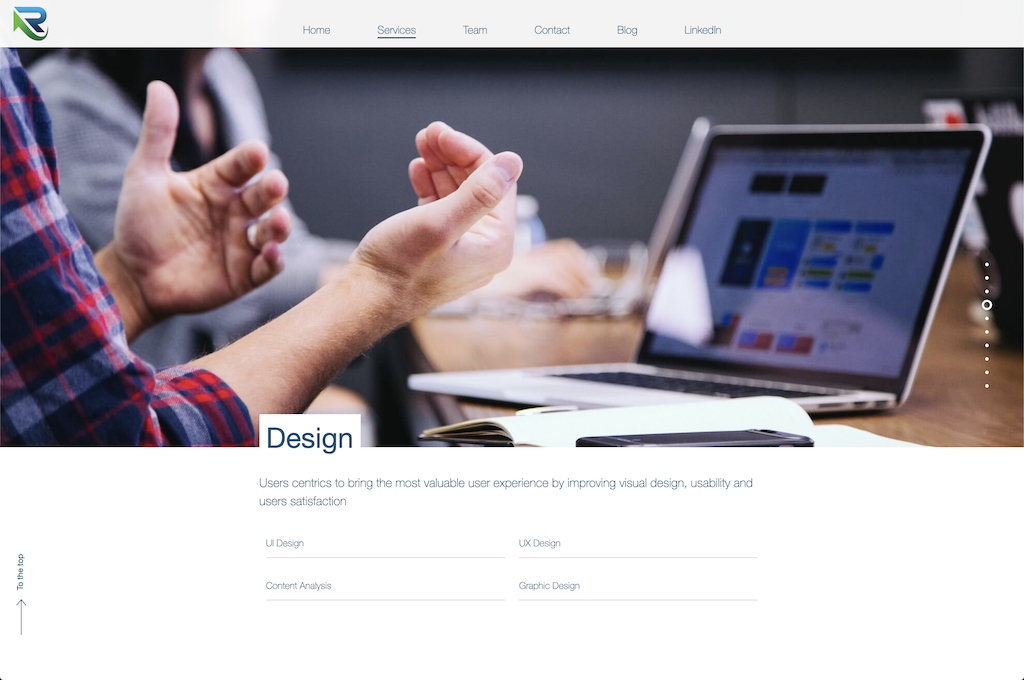 Home
Services
Team
Contact
Blog
LinkedIn
Design
Users centrics to bring the most valuable user experience by improving visual design, usability and
users satisfaction
UI Design
UX Design
Content Analysis
Graphic Design
To the top